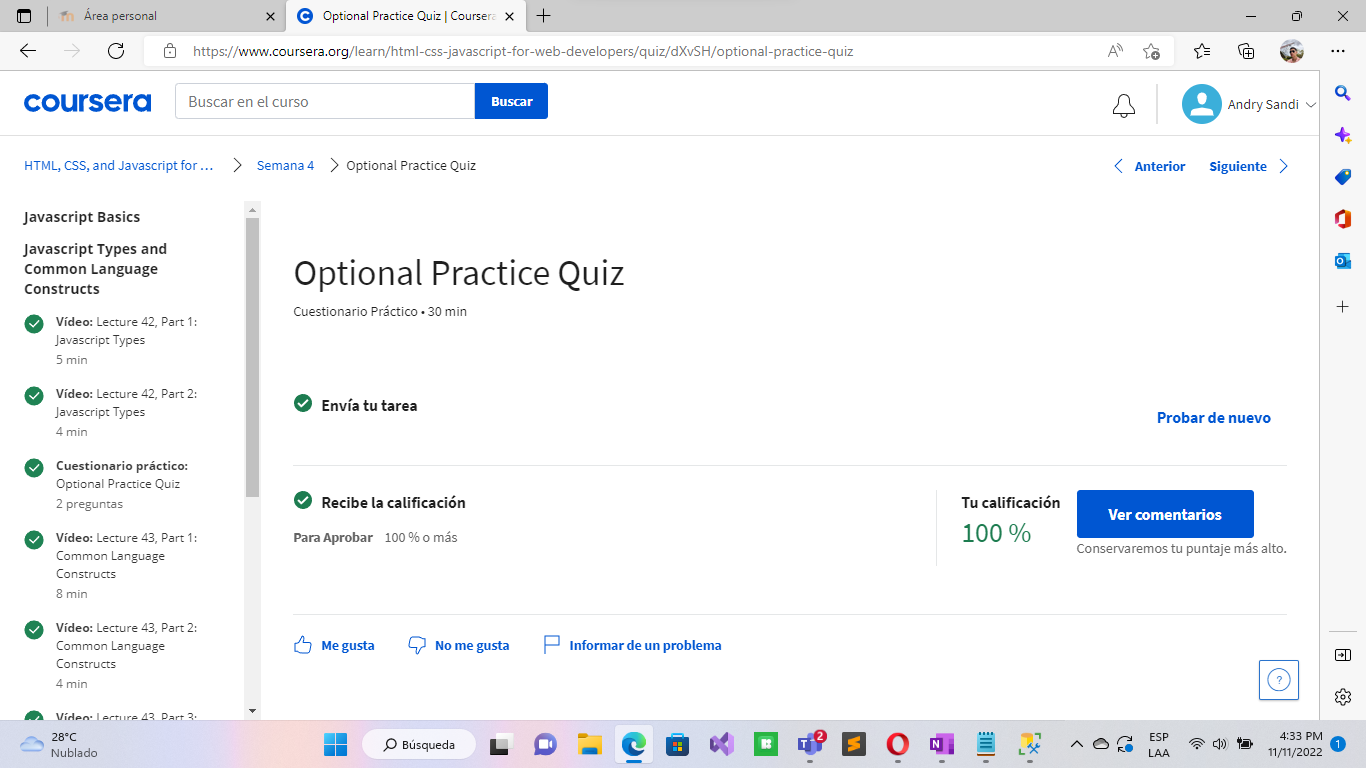 Área personal
Optional Practice Quiz | Coursera
https://www.coursera.org/learn/html-css-javascript-for-web-developers/quiz/dXvSH/optional-practice-quiz
coursera
Buscar en el curso
Buscar
Andry Sandi
HTML, CSS, and Javascript for ...
Semana 4
Optional Practice Quiz
Anterior
Siguiente
Javascript Basics
Javascript Types and
Common Language
Constructs
Vídeo: Lecture 42, Part 1:
Javascript Types
5 min
Vídeo: Lecture 42, Part 2:
Javascript Types
4 min
Cuestionario práctico:
Optional Practice Quiz
2 preguntas
Vídeo: Lecture 43, Part 1:
Common Language
Constructs
8 min
Vídeo: Lecture 43, Part 2:
Common Language
Constructs
4 min
Vídeo: Lecture 43, Part 3:
Optional Practice Quiz
Cuestionario Práctico • 30 min
Envía tu tarea
Probar de nuevo
Recibe la calificación
Para Aprobar 100 % o más
Tu calificación
100 %
Ver comentarios
Conservaremos tu puntaje más alto.
Me gusta
No me gusta
Informar de un problema
?
28°C
Nublado
Búsqueda
2
ESP
LAA
4:33 PM
11/11/2022
1